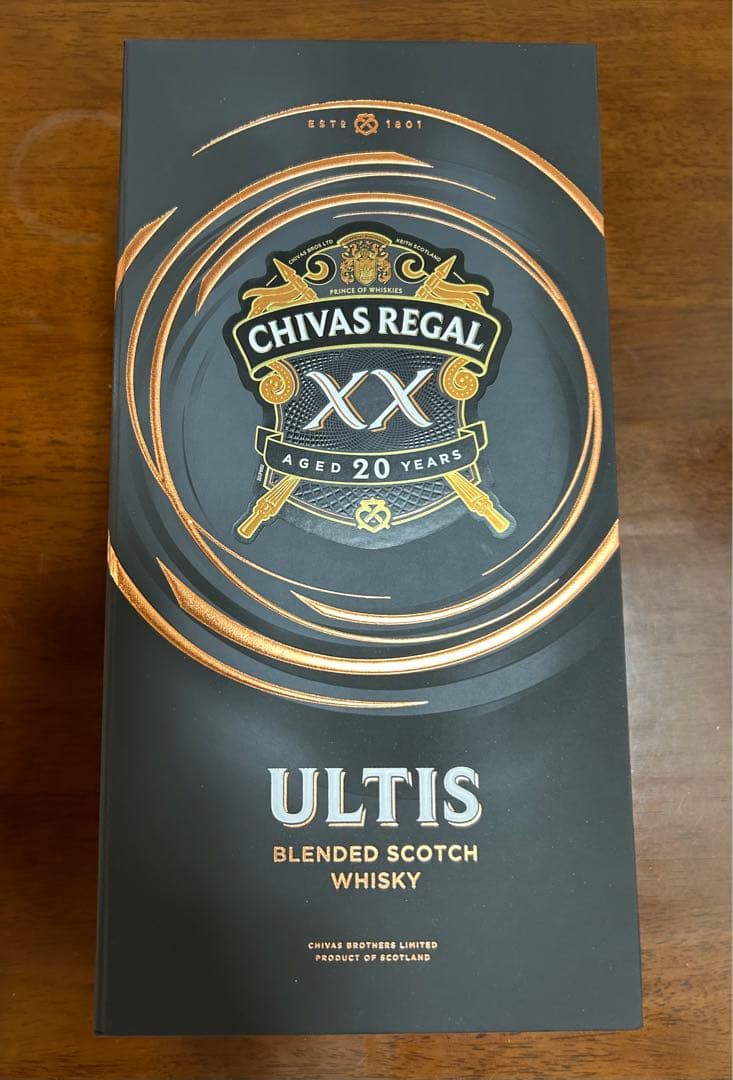 ESTD 1801
CHIVAS BROS LTD KEITH SCOTLAND
PRINCE OF WHISKIES
CHIVAS REGAL
XX
AGED 20 YEARS
ULTIS
BLENDED SCOTCH
WHISKY
CHIVAS BROTHERS LIMITED
PRODUCT OF SCOTLAND